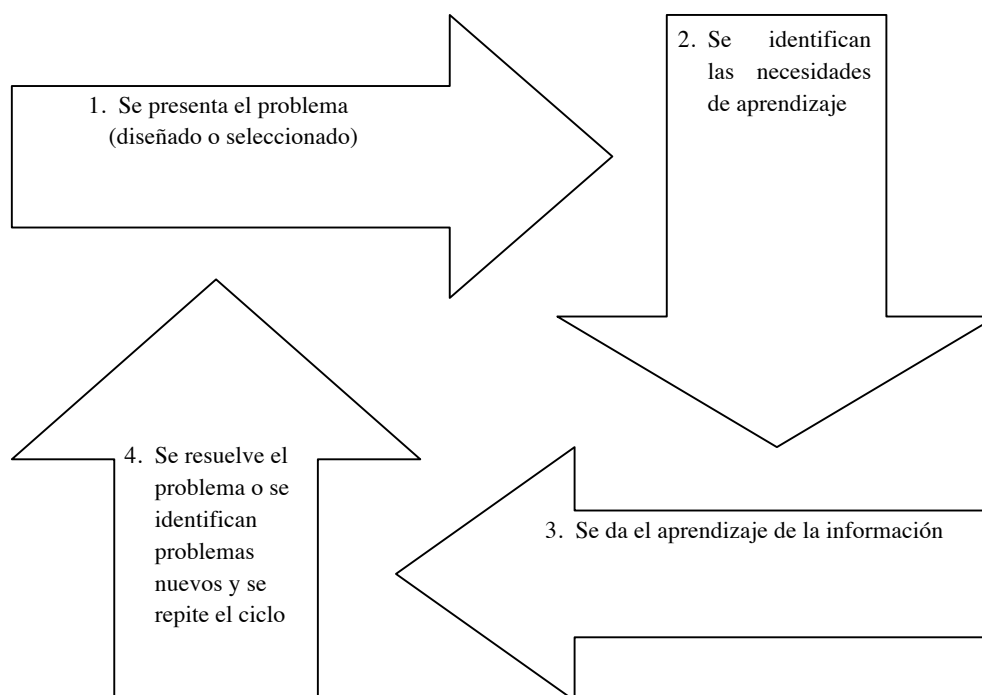 1. Se presenta el problema
(diseñado o seleccionado)
2. Se identifican
las necesidades
de aprendizaje
3. Se da el aprendizaje de la información
4. Se resuelve el
problema o se
identifican
problemas
nuevos y se
repite el ciclo